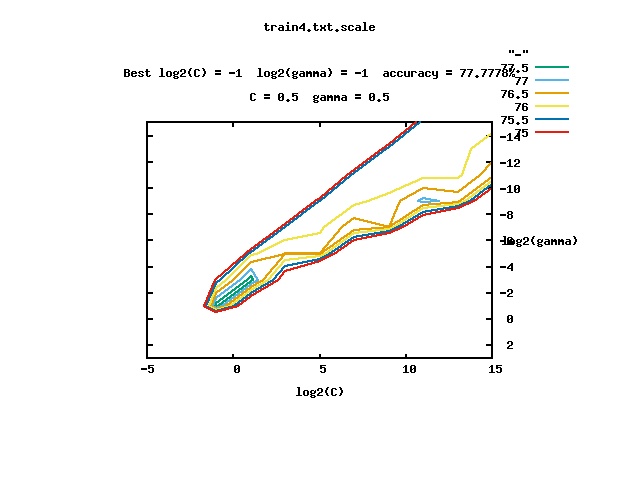 train4.txt.scale
"-"
Best log2(C) = -1  log2(gamma) = -1  accuracy = 77.7778%
77.5
77
C = 0.5  gamma = 0.5
76.5
76
75.5
75
-14
-12
-10
-8
-6
log2(gamma)
-4
-2
0
2
-5 0 5 10 15
log2(C)